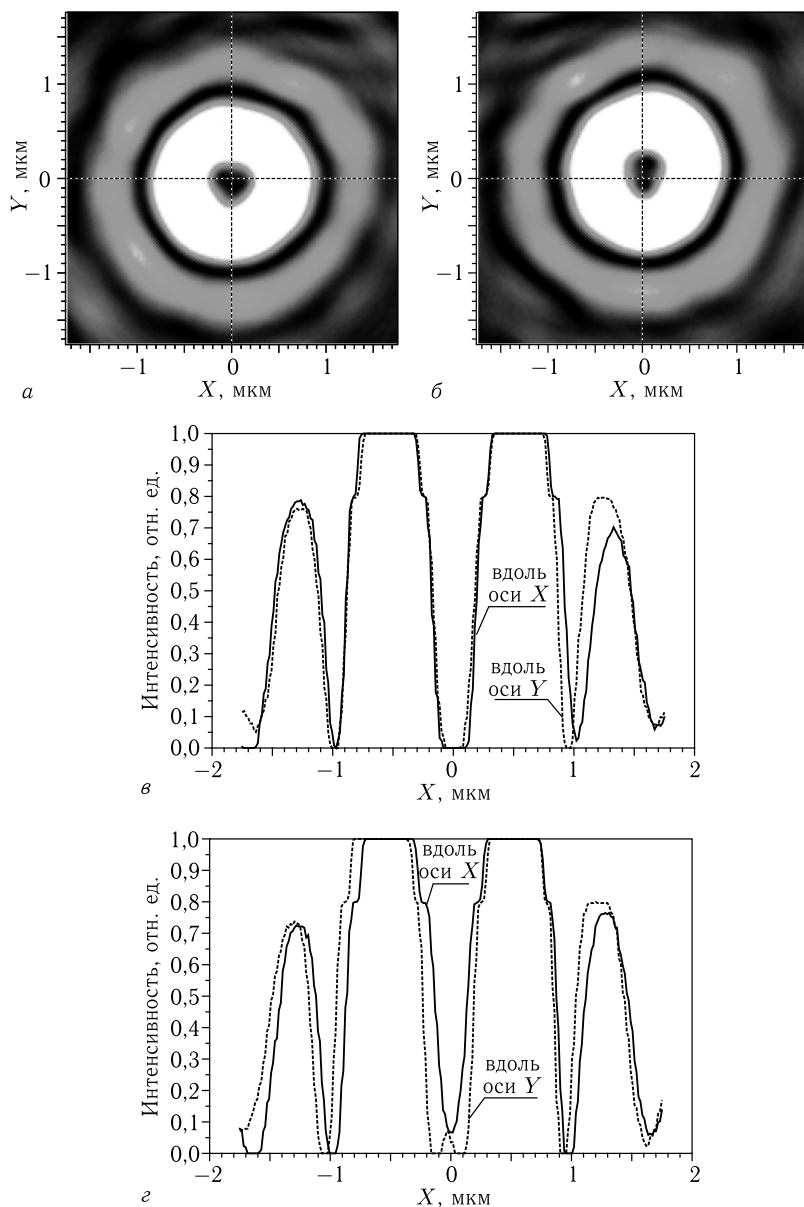 1
0
−1
Y, мкм
−1 0 1
X, мкм
а
1
0
−1
Y, мкм
−1 0 1
X, мкм
б
1,0
0,9
0,8
0,7
0,6
0,5
0,4
0,3
0,2
0,1
0,0
Интенсивность, отн. ед.
вдоль
оси X
вдоль
оси Y
−2 −1 0 1 2
X, мкм
в
1,0
0,9
0,8
0,7
0,6
0,5
0,4
0,3
0,2
0,1
0,0
Интенсивность, отн. ед.
вдоль
оси X
вдоль
оси Y
−2 −1 0 1 2
X, мкм
г